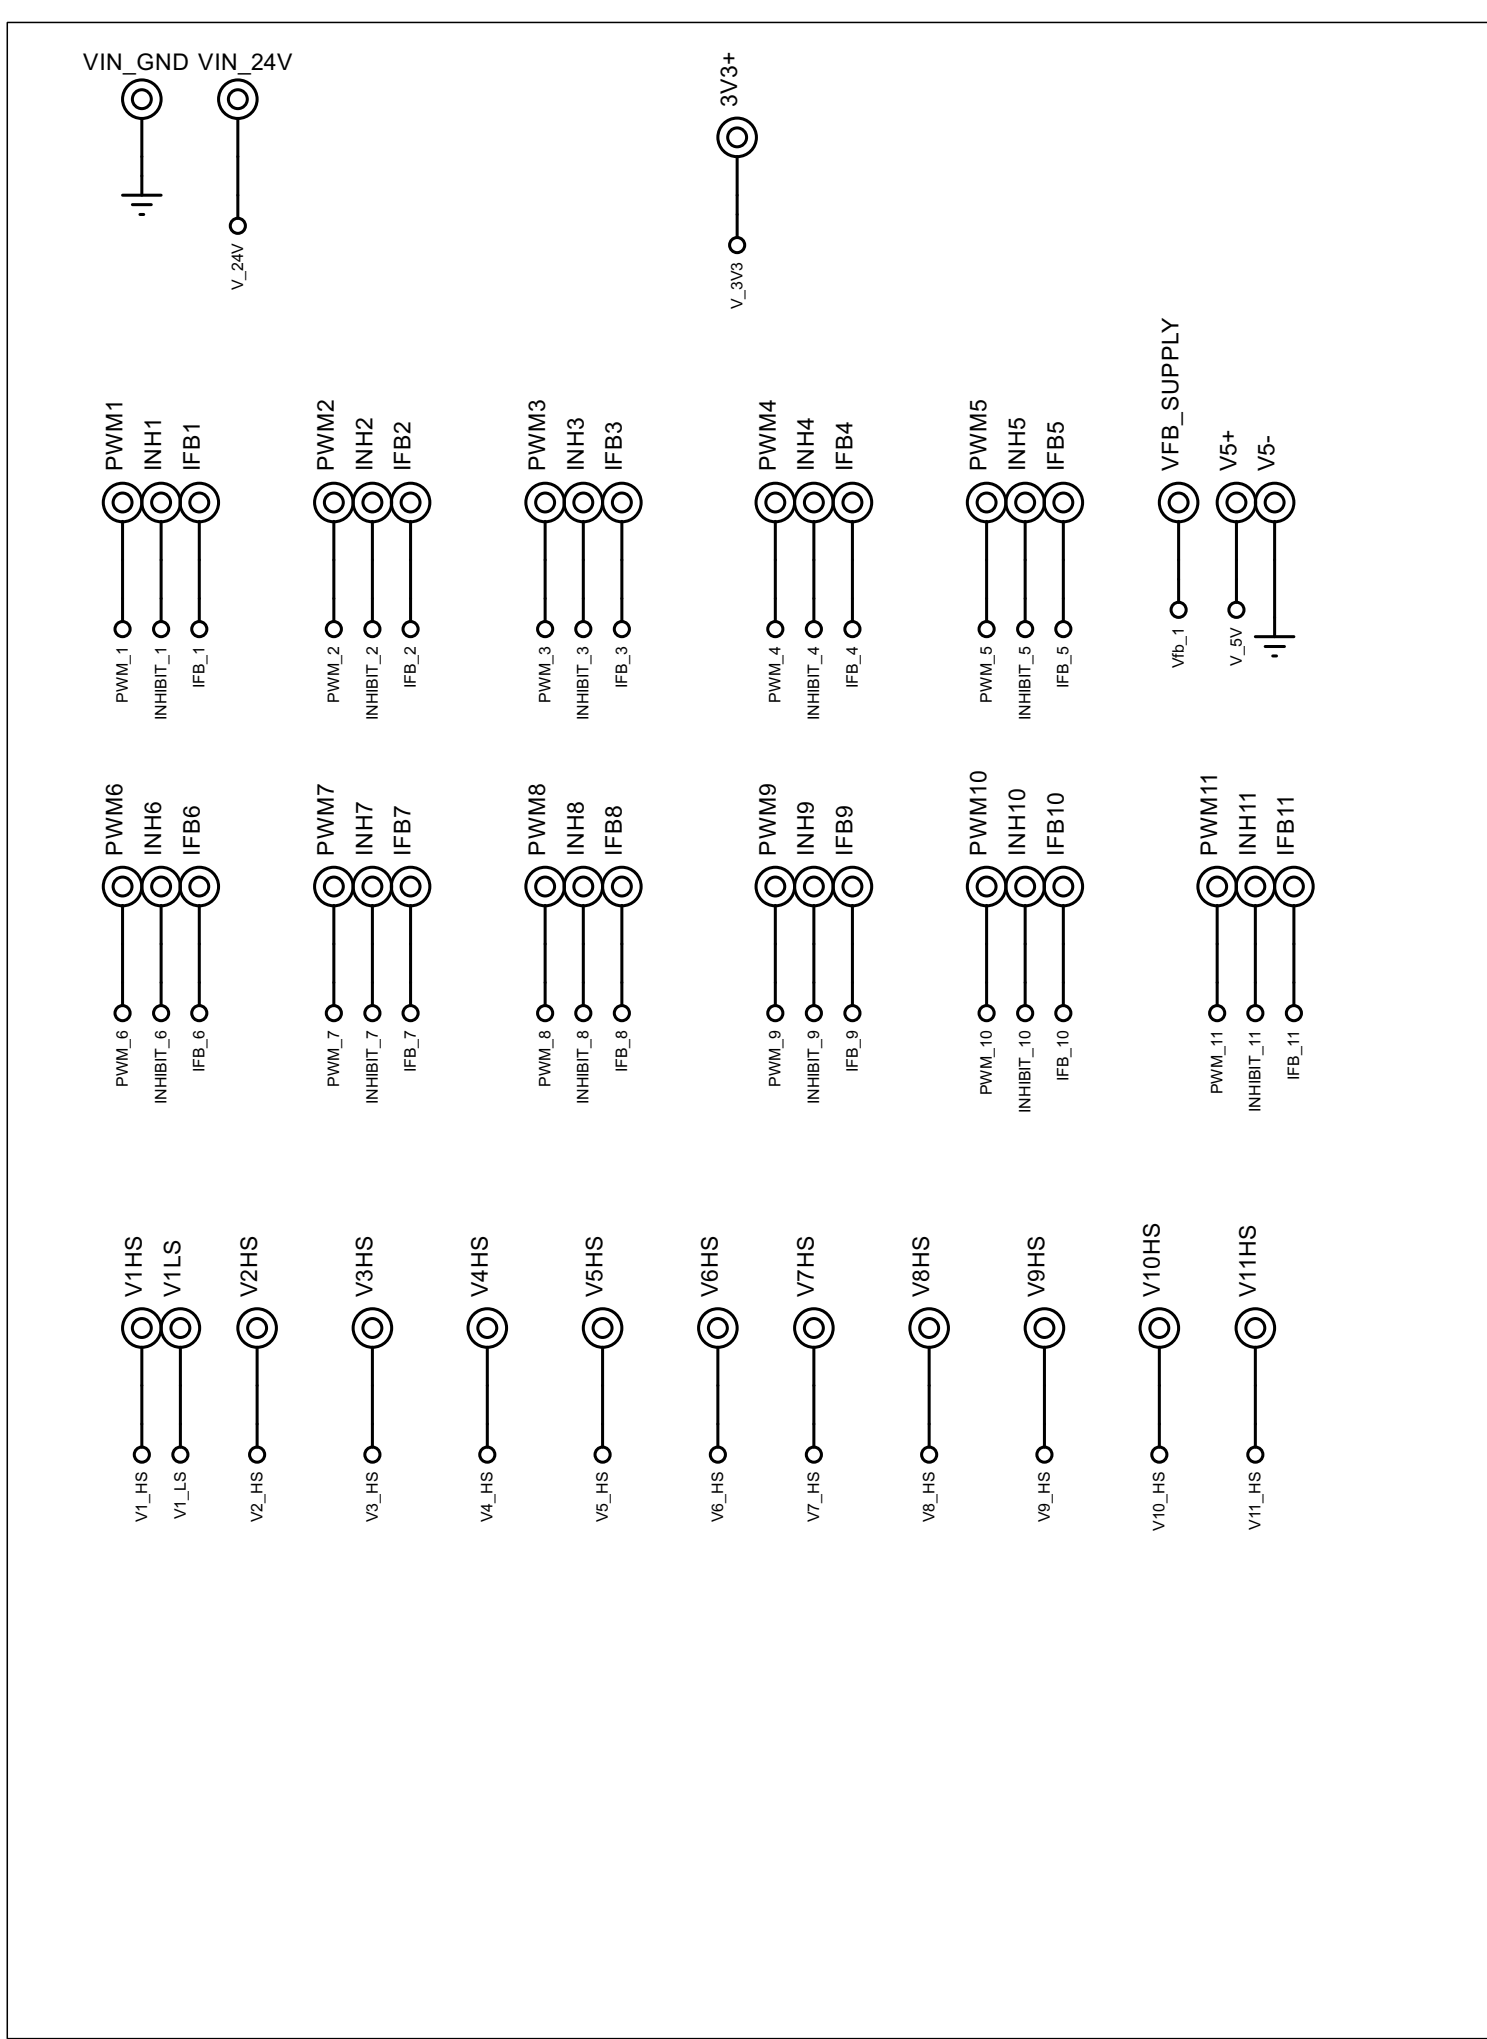 VIN_GND VIN_24V
3V3+
V_24V
V_3V3
PWM1 INH1 IFB1 PWM2 INH2 IFB2 PWM3 INH3 IFB3 PWM4 INH4 IFB4 PWM5 INH5 IFB5 VFB_SUPPLY V5+ V5-
PWM_1 INHIBIT_1 IFB_1 PWM_2 INHIBIT_2 IFB_2 PWM_3 INHIBIT_3 IFB_3 PWM_4 INHIBIT_4 IFB_4 PWM_5 INHIBIT_5 IFB_5 Vfb_1 V_5V
PWM6 INH6 IFB6 PWM7 INH7 IFB7 PWM8 INH8 IFB8 PWM9 INH9 IFB9 PWM10 INH10 IFB10 PWM11 INH11 IFB11
PWM_6 INHIBIT_6 IFB_6 PWM_7 INHIBIT_7 IFB_7 PWM_8 INHIBIT_8 IFB_8 PWM_9 INHIBIT_9 IFB_9 PWM_10 INHIBIT_10 IFB_10 PWM_11 INHIBIT_11 IFB_11
V1HS V1LS V2HS V3HS V4HS V5HS V6HS V7HS V8HS V9HS V10HS V11HS
V1_HS V1_LS V2_HS V3_HS V4_HS V5_HS V6_HS V7_HS V8_HS V9_HS V10_HS V11_HS